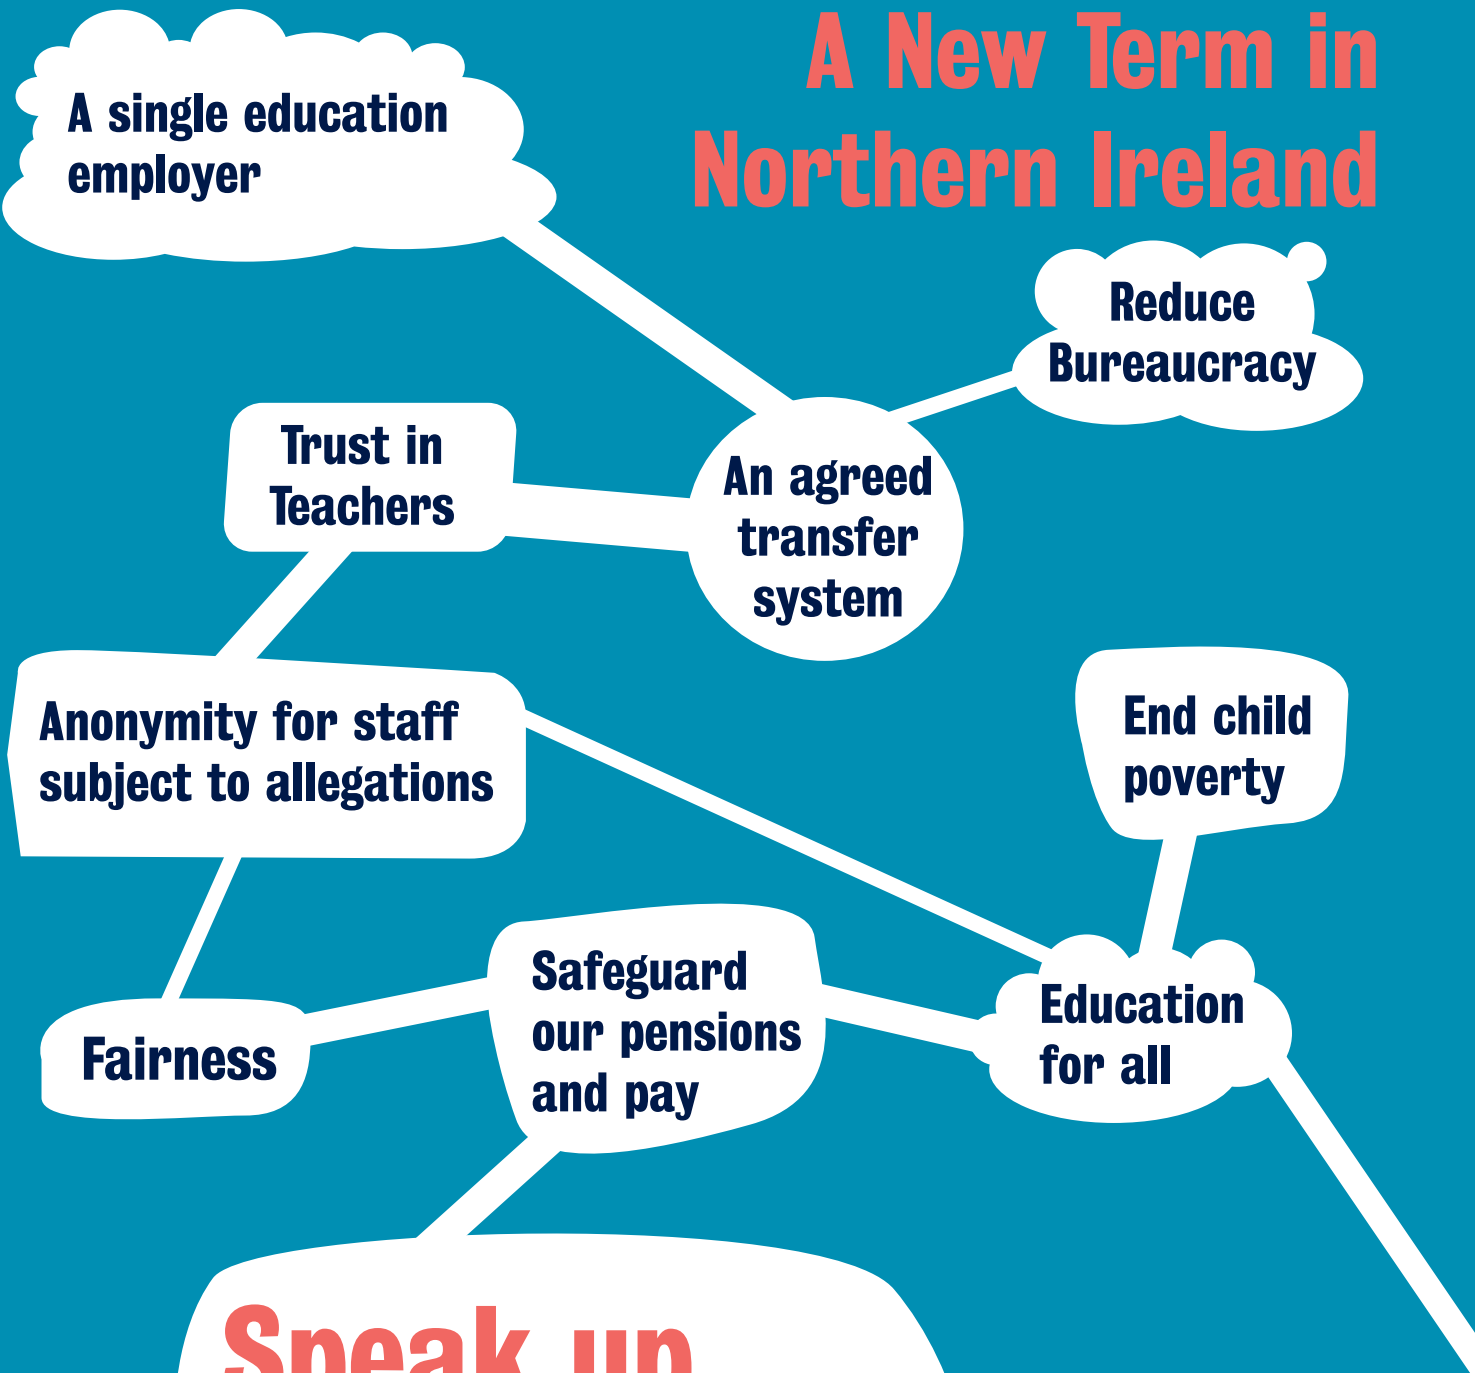 A New Term in
Northern Ireland
A single education
employer
Reduce
Bureaucracy
Trust in
Teachers
An agreed
transfer
system
Anonymity for staff
subject to allegations
End child
poverty
Safeguard
our pensions
and pay
Education
for all
Fairness
Speak up